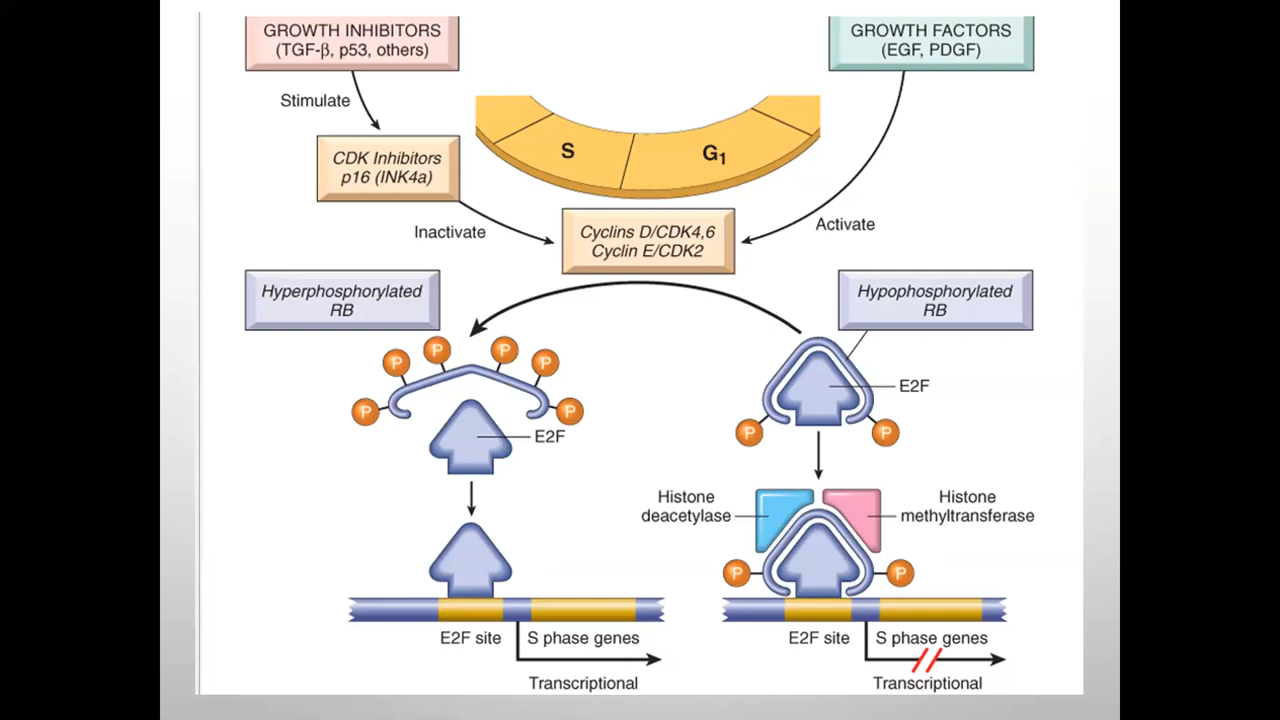 GROWTH INHIBITORS
(TGF-β, p53, others)
GROWTH FACTORS
(EGF, PDGF)
Stimulate
CDK Inhibitors
p16 (INK4a)
S
G1
Inactivate
Cyclins D/CDK4,6
Cyclin E/CDK2
Activate
Hyperphosphorylated
RB
Hypophosphorylated
RB
P
P
P
P
P
P
E2F
E2F
P
P
Histone
deacetylase
Histone
methyltransferase
P
P
E2F site
S phase genes
Transcriptional
E2F site
S phase genes
Transcriptional